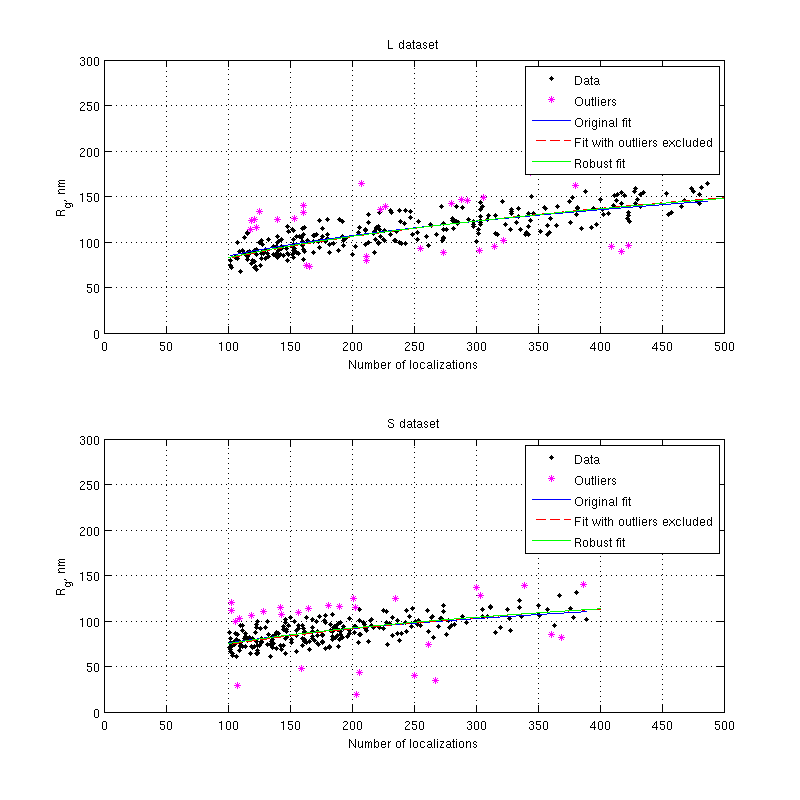 L dataset
300
250
200
150
100
50
0
R_g, nm
Data
Outliers
Original fit
Fit with outliers excluded
Robust fit
0 50 100 150 200 250 300 350 400 450 500
Number of localizations
S dataset
300
250
200
150
100
50
0
R_g, nm
Data
Outliers
Original fit
Fit with outliers excluded
Robust fit
0 50 100 150 200 250 300 350 400 450 500
Number of localizations